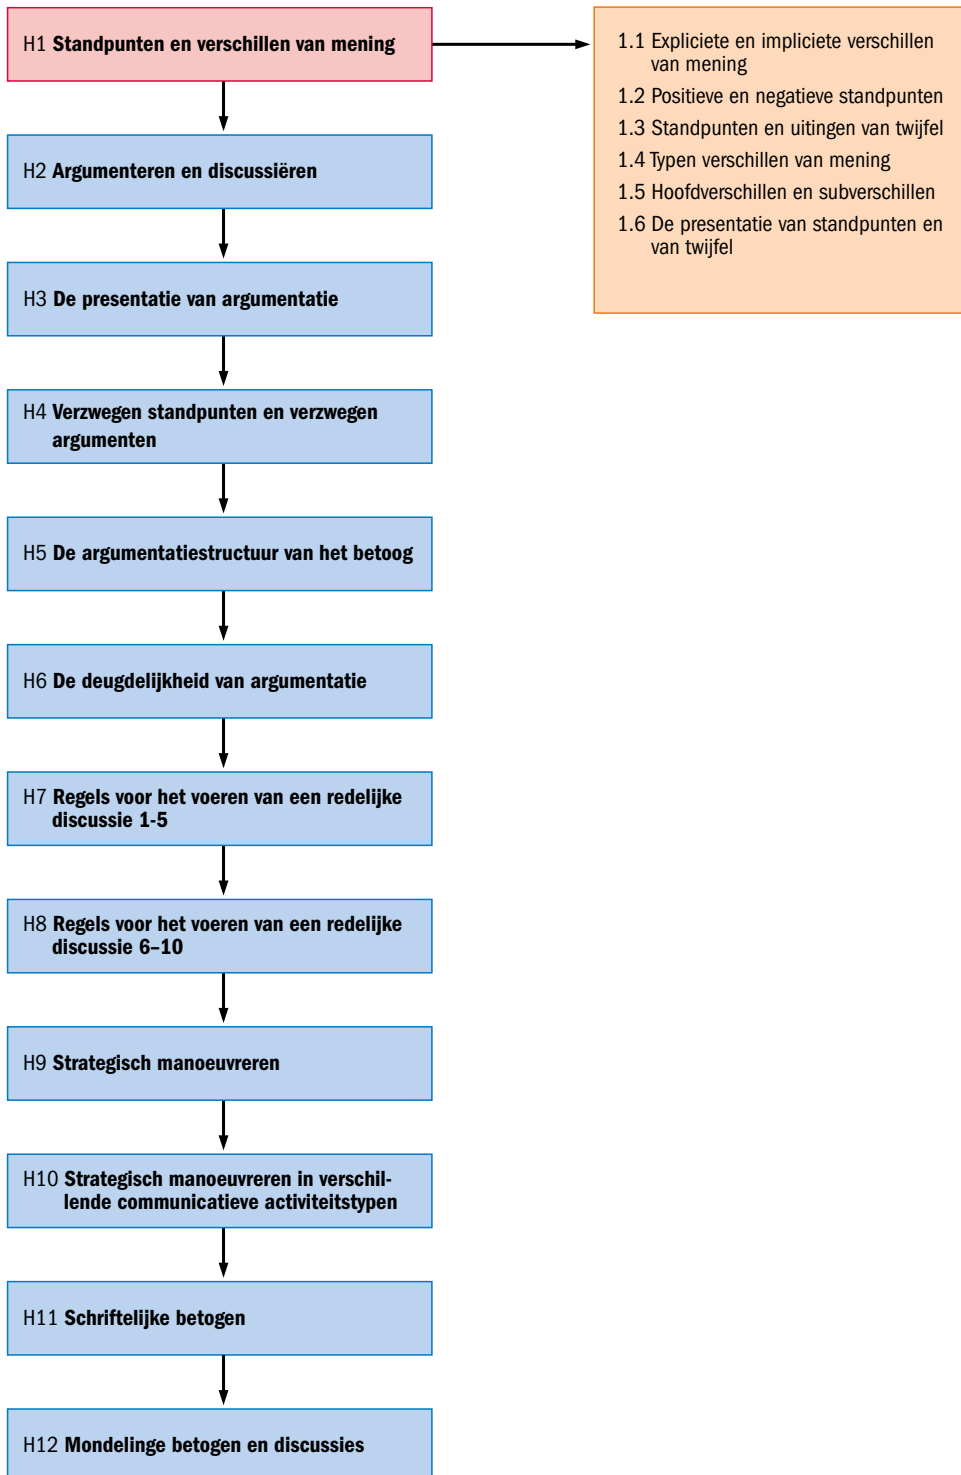 H1 Standpunten en verschillen van mening
1.1 Expliciete en impliciete verschillen
van mening
1.2 Positieve en negatieve standpunten
1.3 Standpunten en uitingen van twijfel
1.4 Typen verschillen van mening
1.5 Hoofdverschillen en subverschillen
1.6 De presentatie van standpunten en
van twijfel
H2 Argumenteren en discussiëren
H3 De presentatie van argumentatie
H4 Verzwegen standpunten en verzwegen
argumenten
H5 De argumentatiestructuur van het betoog
H6 De deugdelijkheid van argumentatie
H7 Regels voor het voeren van een redelijke
discussie 1-5
H8 Regels voor het voeren van een redelijke
discussie 6–10
H9 Strategisch manoeuvreren
H10 Strategisch manoeuvreren in verschil-
lende communicatieve activiteitstypen
H11 Schriftelijke betogen
H12 Mondelinge betogen en discussies